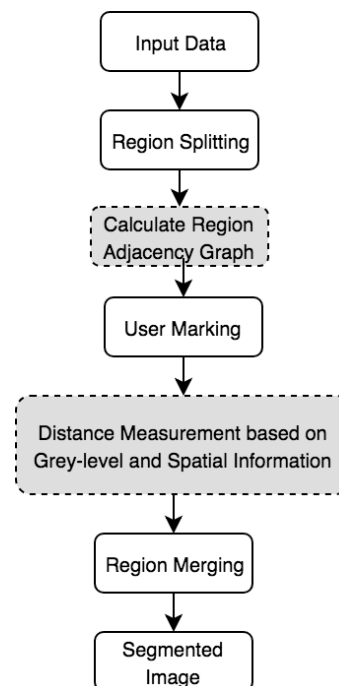 Input Data
Region Splitting
Calculate Region
Adjacency Graph
User Marking
Distance Measurement based on
Grey-level and Spatial Information
Region Merging
Segmented
Image